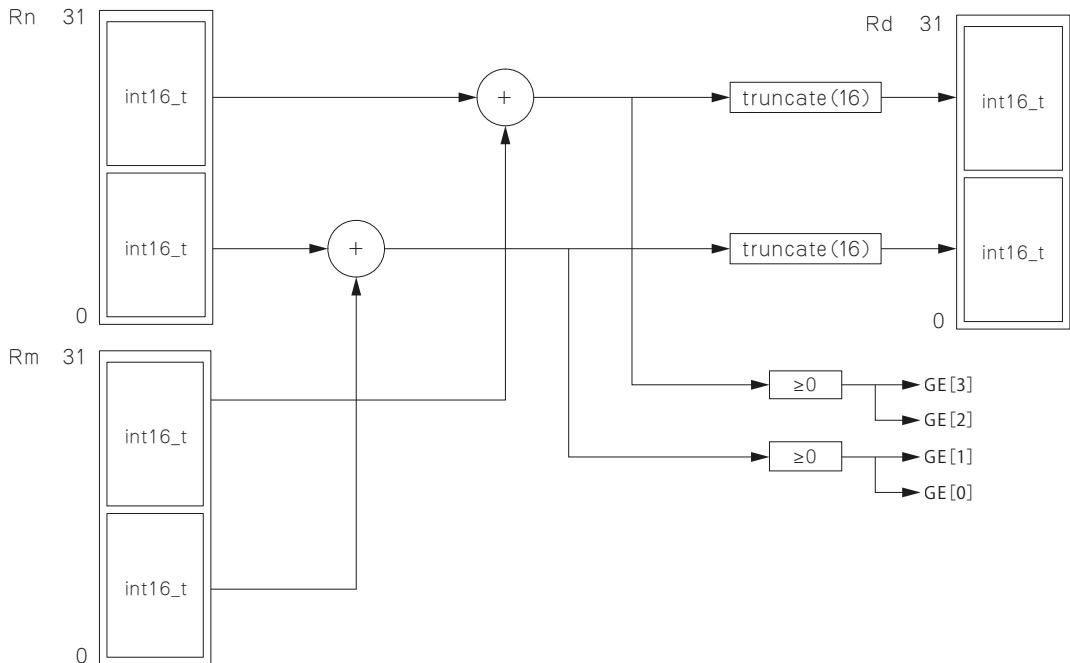 Rn 31
int16_t
int16_t
0
Rm 31
int16_t
int16_t
0
+
+
truncate(16)
truncate(16)
Rd 31
int16_t
int16_t
0
≥0
GE[3]
GE[2]
≥0
GE[1]
GE[0]